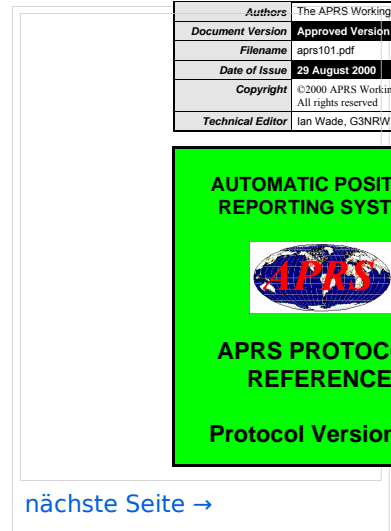 Authors The APRS Working
Document Version Approved Version
Filename aprs101.pdf
Date of Issue 29 August 2000
Copyright ©2000 APRS Workin
All rights reserved
Technical Editor Ian Wade, G3NRW
AUTOMATIC POSIT
REPORTING SYST
APRS
APRS PROTOC
REFERENCE
Protocol Version
nächste Seite →